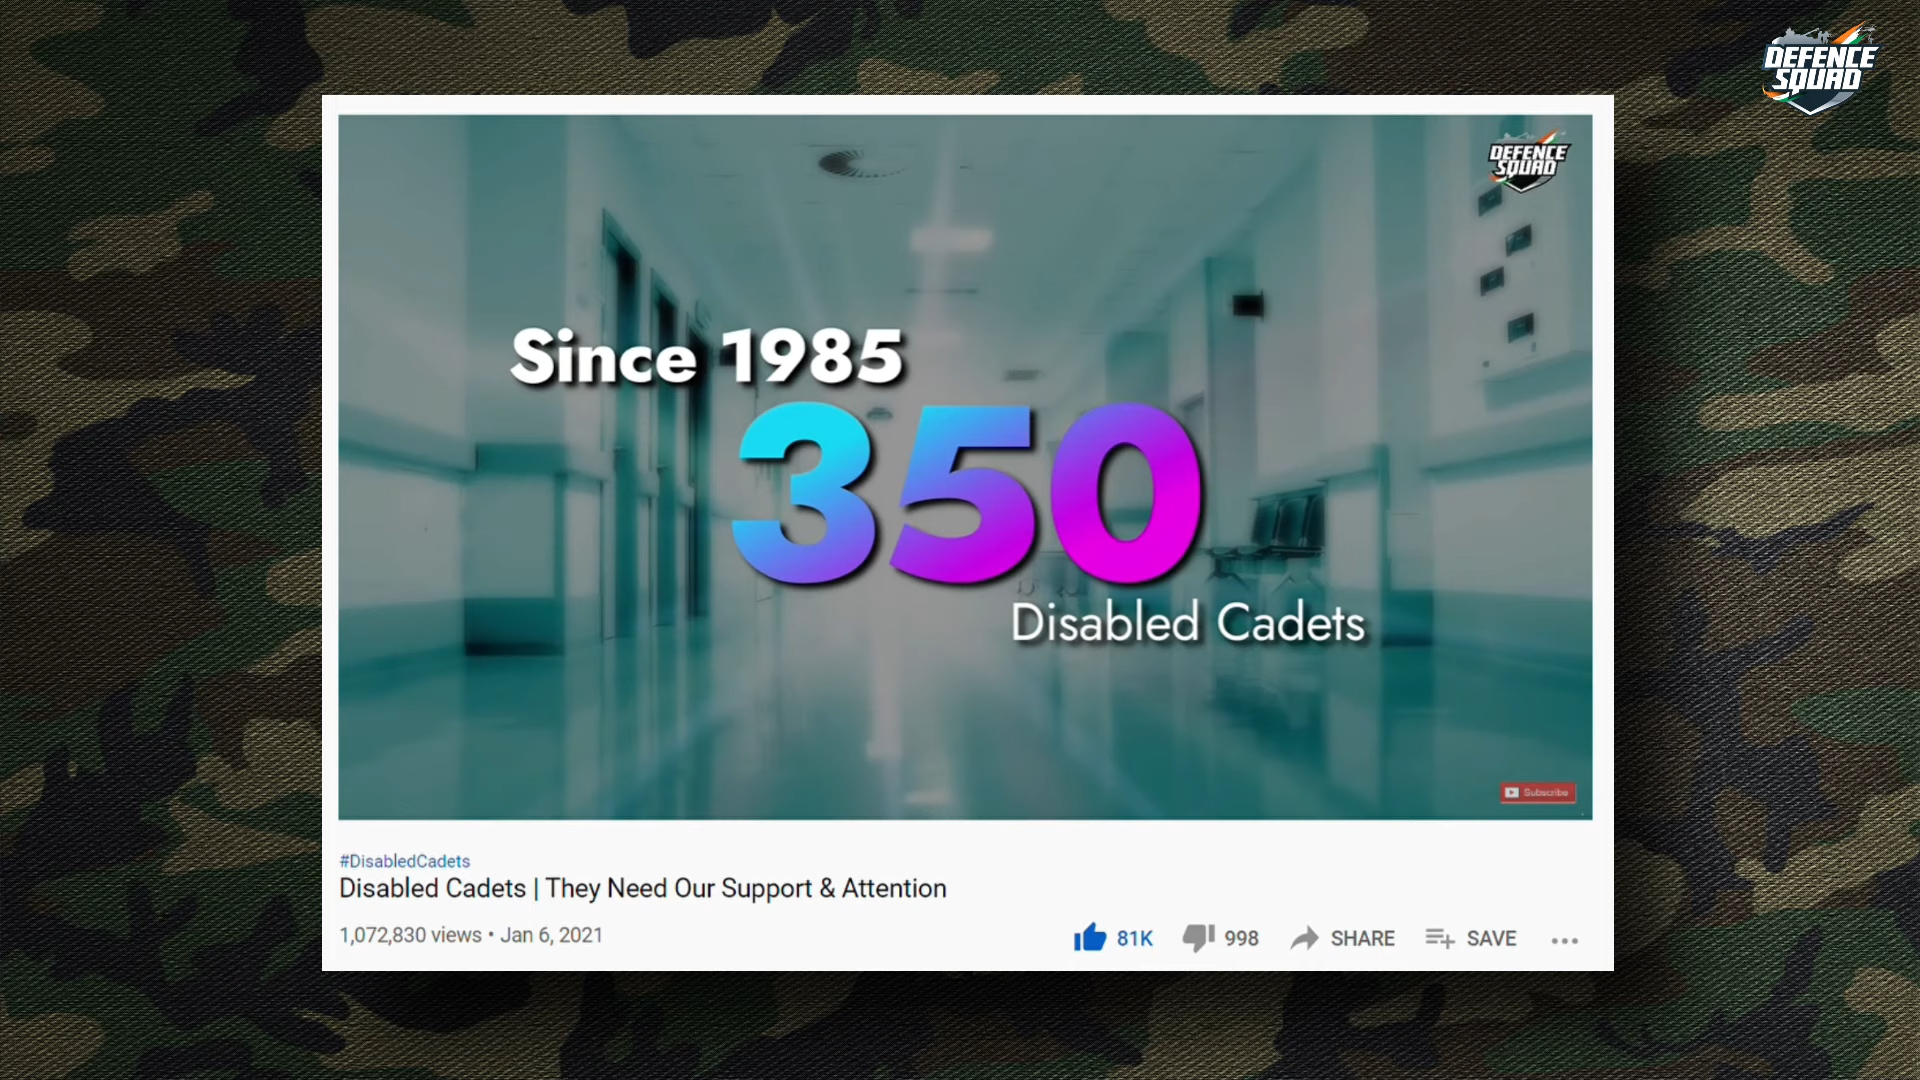 DEFENCE
SQUAD
DEFENCE
SQUAD
Since 1985
350
Disabled Cadets
Subscribe
#DisabledCadets
Disabled Cadets | They Need Our Support & Attention
1,072,830 views • Jan 6, 2021
81K
998
SHARE
SAVE